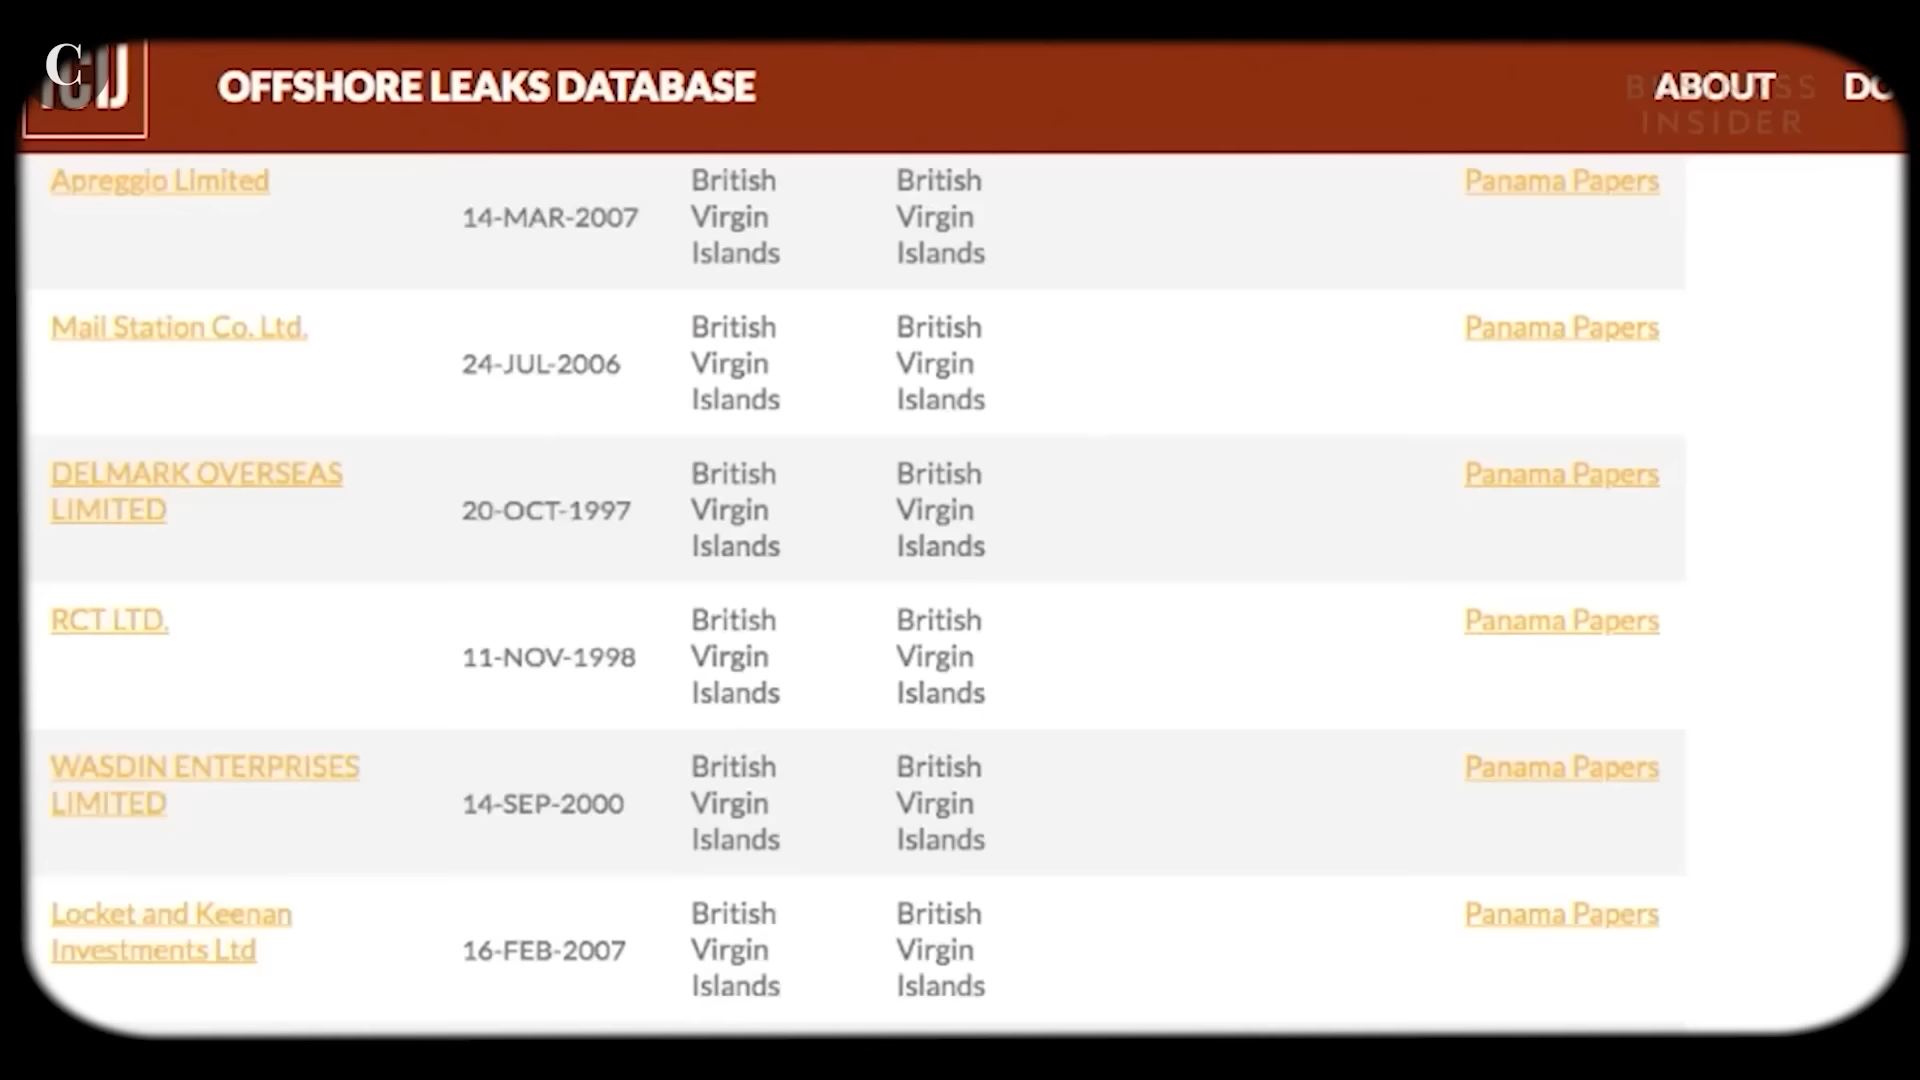 C
ICIJ
OFFSHORE LEAKS DATABASE
ABOUT
BUSINESS
INSIDER
Apreggio Limited
14-MAR-2007
British
Virgin
Islands
British
Virgin
Islands
Panama Papers
Mail Station Co. Ltd.
24-JUL-2006
British
Virgin
Islands
British
Virgin
Islands
Panama Papers
DELMARK OVERSEAS
LIMITED
20-OCT-1997
British
Virgin
Islands
British
Virgin
Islands
Panama Papers
RCT LTD.
11-NOV-1998
British
Virgin
Islands
British
Virgin
Islands
Panama Papers
WASDIN ENTERPRISES
LIMITED
14-SEP-2000
British
Virgin
Islands
British
Virgin
Islands
Panama Papers
Locket and Keenan
Investments Ltd
16-FEB-2007
British
Virgin
Islands
British
Virgin
Islands
Panama Papers